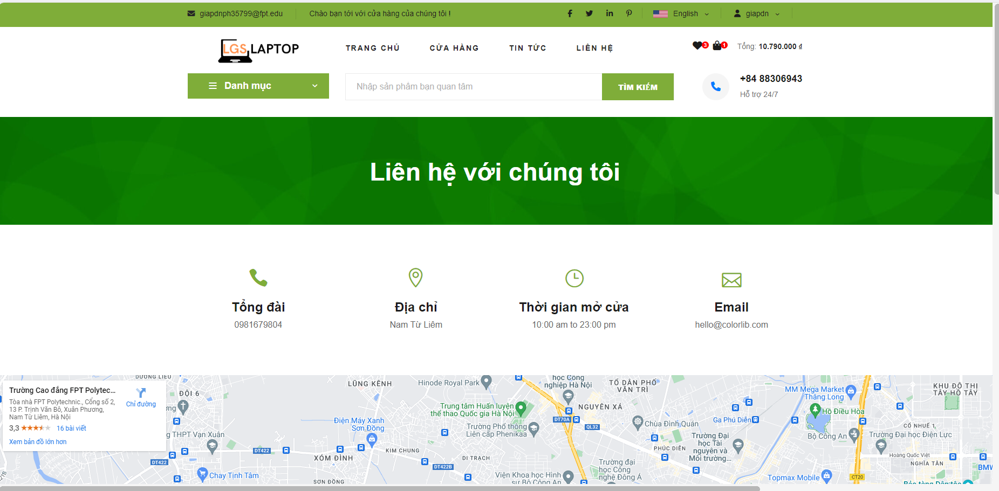 giapdnph35799@fpt.edu
Chào bạn tới với cửa hàng của chúng tôi !
English
giapdn
LGS LAPTOP
TRANG CHỦ
CỬA HÀNG
TIN TỨC
LIÊN HỆ
3
1
Tổng: 10.790.000 ₫
Danh mục
Nhập sản phẩm bạn quan tâm
TÌM KIẾM
+84 88306943
Hỗ trợ 24/7
Liên hệ với chúng tôi
Tổng đài
0981679804
Địa chỉ
Nam Từ Liêm
Thời gian mở cửa
10:00 am to 23:00 pm
Email
hello@colorlib.com
Trường Cao đẳng FPT Polytec...
Tòa nhà FPT Polytechnic., Cổng số 2,
13 P. Trịnh Văn Bô, Xuân Phương,
Nam Từ Liêm, Hà Nội
Chỉ đường
3,3
16 bài viết
Xem bản đồ lớn hơn
DƯƠNG LIỄU
ĐỘI 6
g THPT Vạn Xuân
DT422
DT422
Chay Tịnh Tâm
XÓM ĐÌNH
SƠN ĐỒNG
LŨNG KÊNH
Điện Máy Xanh
Sơn Đồng
KIM CHUNG
Hinode Royal Park
Trung tâm Huấn luyện
thể thao Quốc gia Hà Nội
Trường Phổ thông
Liên cấp Phenikaa
DI TRẠCH
DT422B
Viện Khoa học Hình
sự Bộ Công An
học Công
nghiệp Hà Nội
NGUYÊN XÁ
DT70A
QL32
TỔ DÂN PHỐ
VĂN TRÌ
Chùa Đình Quán
PHÚC DIỄN
Trường đại
học Công
nghệ Đông Á
Trường Đại
học Tài
nguyên và
Môi trường...
Ga Phú Diễn
MM Mega Market
Thăng Long
Hồ Điều Hòa
Bộ Công An
Topmax Mobile
CT20
KHU ĐÔ THỊ
TÂY HỒ TÂY
CỔ NHUẾ 1
Trường Đại học Điện Lực
Hoàng Quốc Việt
NGHĨA TÂN
BMW
Bảo tàng Dân tộc